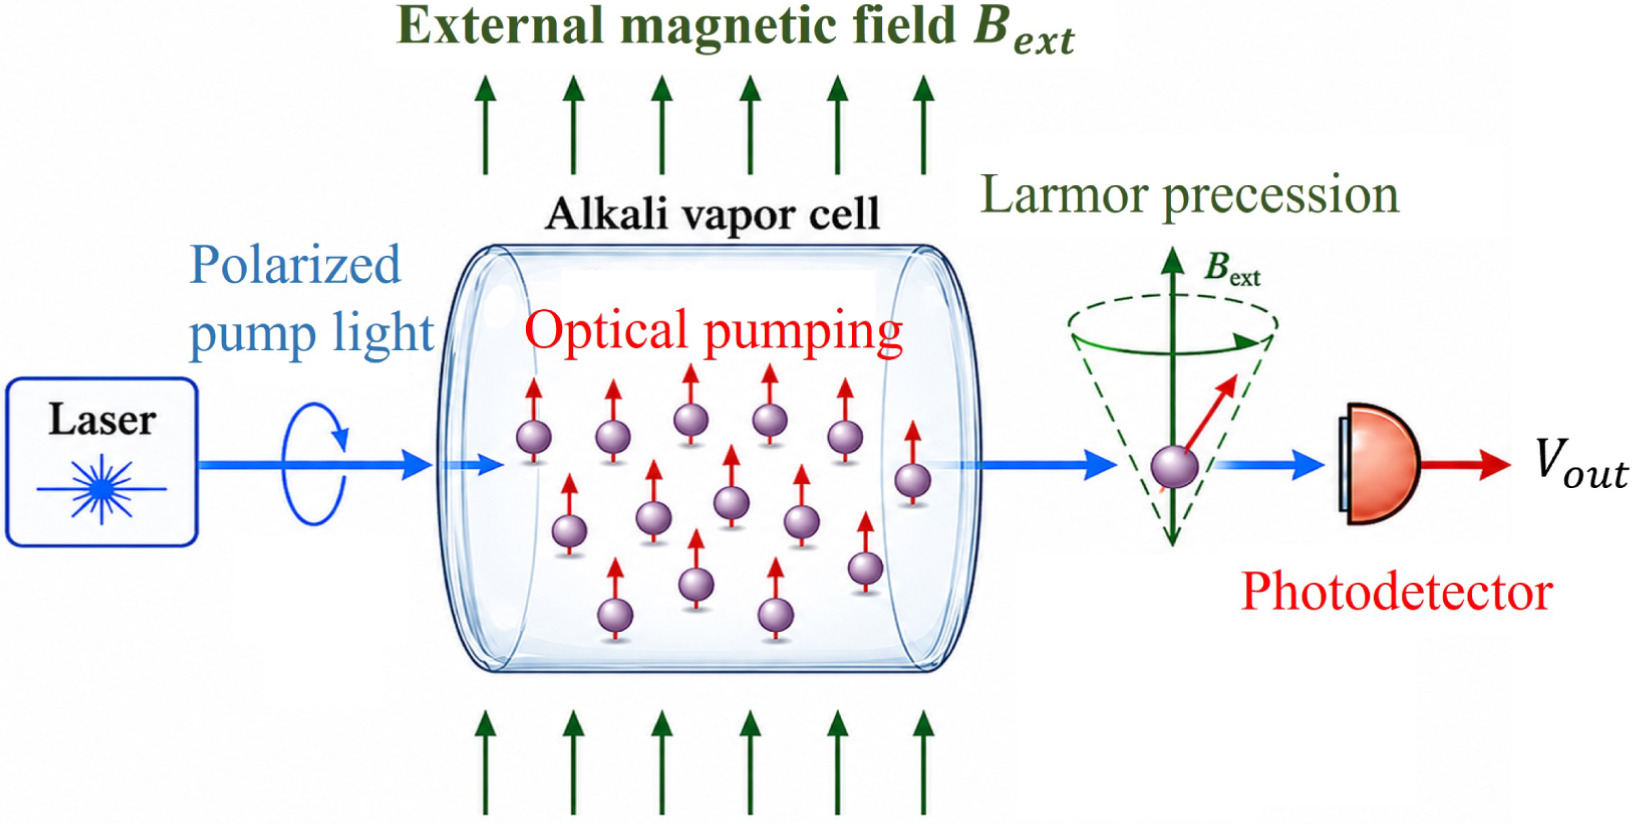 External magnetic field B_ext
Alkali vapor cell
Larmor precession
Polarized
pump light
B_ext
Optical pumping
Laser
V_out
Photodetector